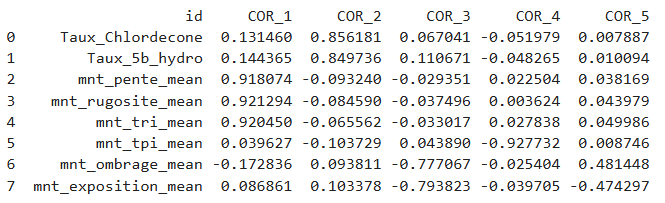 id COR_1 COR_2 COR_3 COR_4 COR_5
0 Taux_Chlordecone 0.131460 0.856181 0.067041 -0.051979 0.007887
1 Taux_5b_hydro 0.144365 0.849736 0.110671 -0.048265 0.010094
2 mnt_pente_mean 0.918074 -0.093240 -0.029351 0.022504 0.038169
3 mnt_rugosite_mean 0.921294 -0.084590 -0.037496 0.003624 0.043979
4 mnt_tri_mean 0.920450 -0.065562 -0.033017 0.027838 0.049986
5 mnt_tpi_mean 0.039627 -0.103729 0.043890 -0.927732 0.008746
6 mnt_ombrage_mean -0.172836 0.093811 -0.777067 -0.025404 0.481448
7 mnt_exposition_mean 0.086861 0.103378 -0.793823 -0.039705 -0.474297